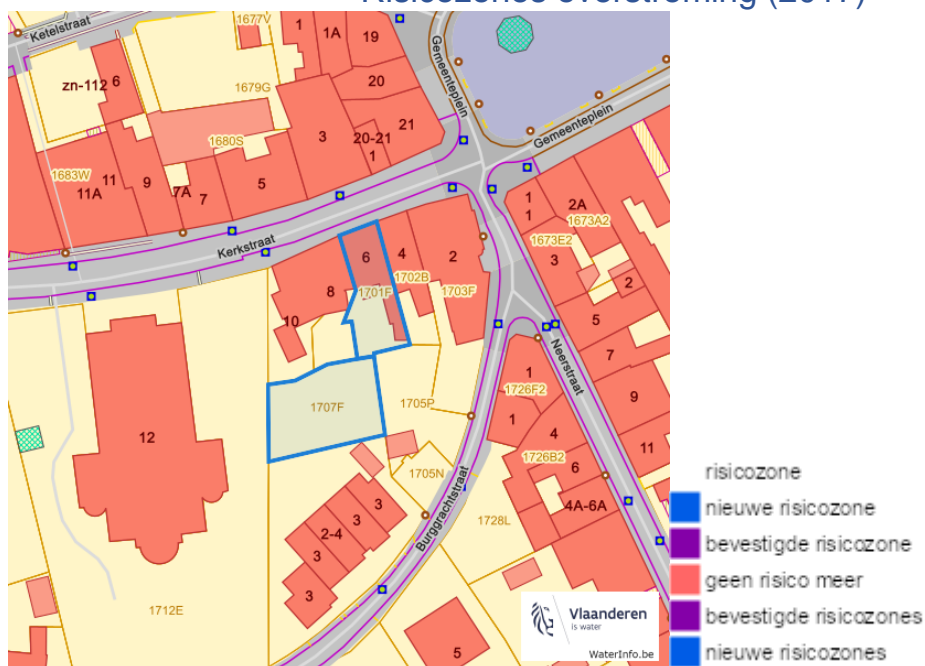 Risicozones overstroming (2017)
Ketelstraat
1677V
1
1A
19
Gemeenteplein
zn-112
6
1679G
20
Gemeenteplein
1680S
3
20-21
21
1
1683W
11
11A
9
7A
7
5
1
1
2A
1673A2
Kerkstraat
6
4
2
1673E2
3
8
1701F
1702B
1703F
2
10
5
Neerstraat
7
1
1726F2
1707F
1705P
9
12
1
4
11
1726B2
1705N
6
4A-6A
3
3
2-4
3
3
Burggrachtstraat
1728L
1712E
5
Vlaanderen
is water
WaterInfo.be
risicozone
nieuwe risicozone
bevestigde risicozone
geen risico meer
bevestigde risicozones
nieuwe risicozones